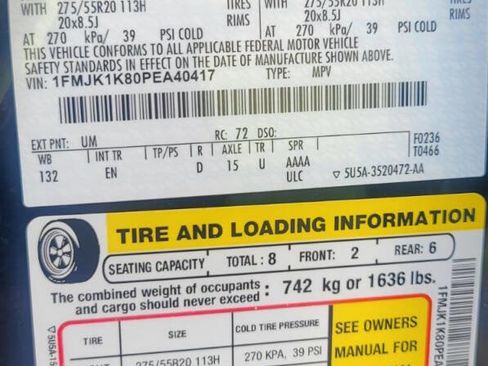 WITH 275/55R20 113H TIRES 275/55R20 113H TIRES
20x8.5J RIMS 20x8.5J RIMS
AT 270 kPa/ 39 PSI COLD AT 270 kPa/ 39 PSI COLD
THIS VEHICLE CONFORMS TO ALL APPLICABLE FEDERAL MOTOR VEHICLE
SAFETY STANDARDS IN EFFECT ON THE DATE OF MANUFACTURE SHOWN ABOVE.
VIN: 1FMJK1K80PEA40417 TYPE: MPV
EXT PNT: UM RC: 72 DSO: F0236
WB INT TR TP/PS R AXLE TR SPR T0466
132 EN D 15 U AAAA
ULC ▽ 5U5A-3520472-AA
TIRE AND LOADING INFORMATION
SEATING CAPACITY TOTAL: 8 FRONT: 2 REAR: 6
The combined weight of occupants
and cargo should never exceed : 742 kg or 1636 lbs.
TIRE SIZE COLD TIRE PRESSURE SEE OWNERS
MANUAL FOR
275/55R20 113H 270 KPA, 39 PSI
1FMJK1K80PEA